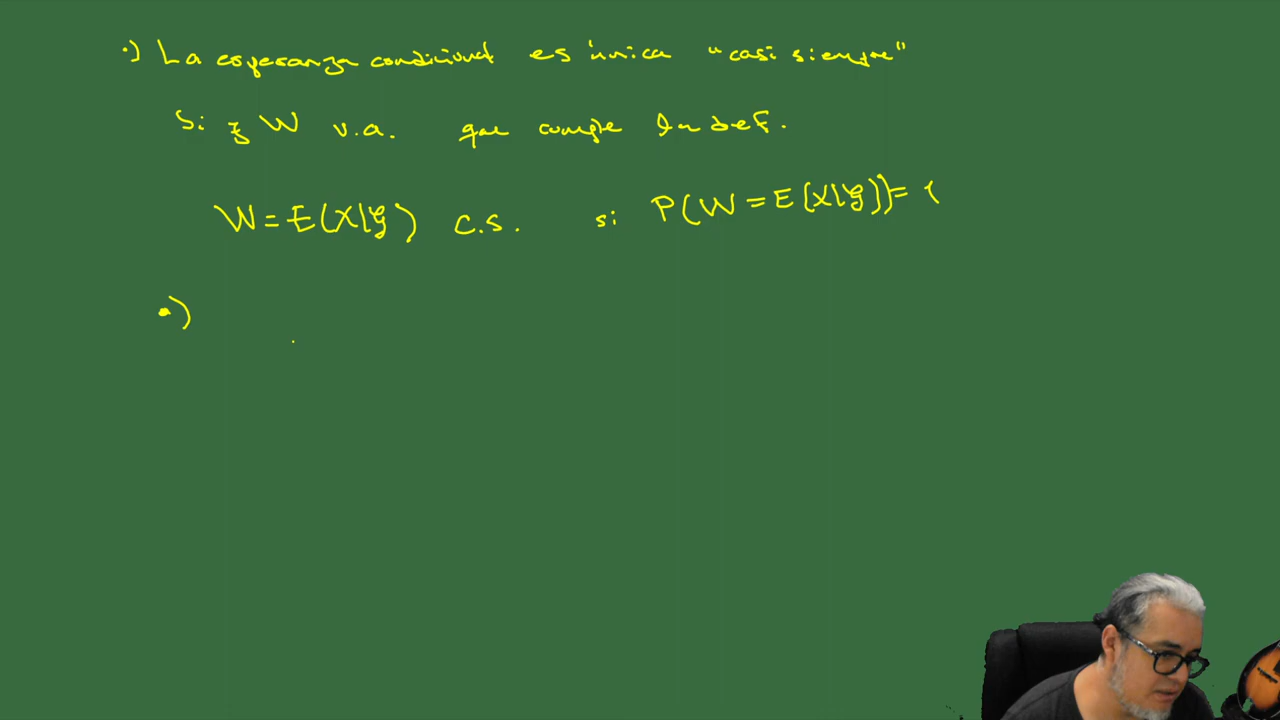 •) La esperanza condicional es única "casi siempre"
Si ∃ W v.a. que cumple la def.
W = E(X|𝒢) c.s. si P(W = E[X|𝒢]) = 1
•)